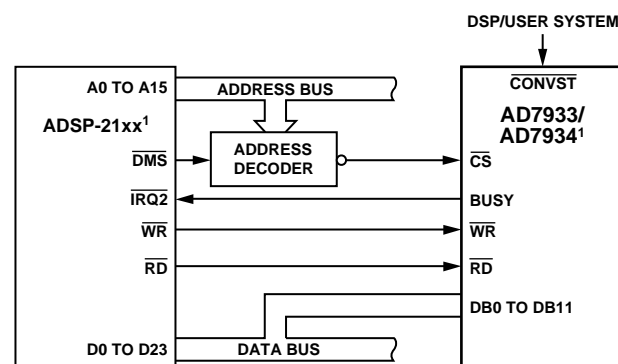 DSP/USER SYSTEM
A0 TO A15
ADDRESS BUS
CONVST
ADSP-21xx¹
AD7933/
AD7934¹
DMS
ADDRESS
DECODER
CS
IRQ2
BUSY
WR
WR
RD
RD
DB0 TO DB11
D0 TO D23
DATA BUS